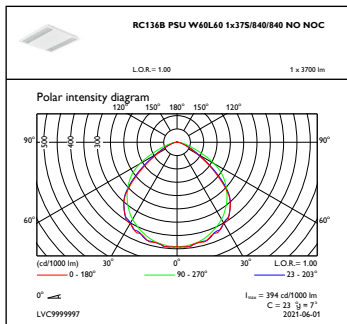 RC136B PSU W60L60 1x37S/840/840 NO NOC
L.O.R.= 1.00 1 x 3700 lm
Polar intensity diagram
120° 150° 180° 150° 120°
90° 500 400 300 90°
60° 60°
(cd/1000 lm) 30° 0° 30° L.O.R. = 1.00
0 - 180° 90 - 270° 23 - 203°
0° Imax = 394 cd/1000 lm
C = 23 °g = 7°
LVC9999997 2021-06-01